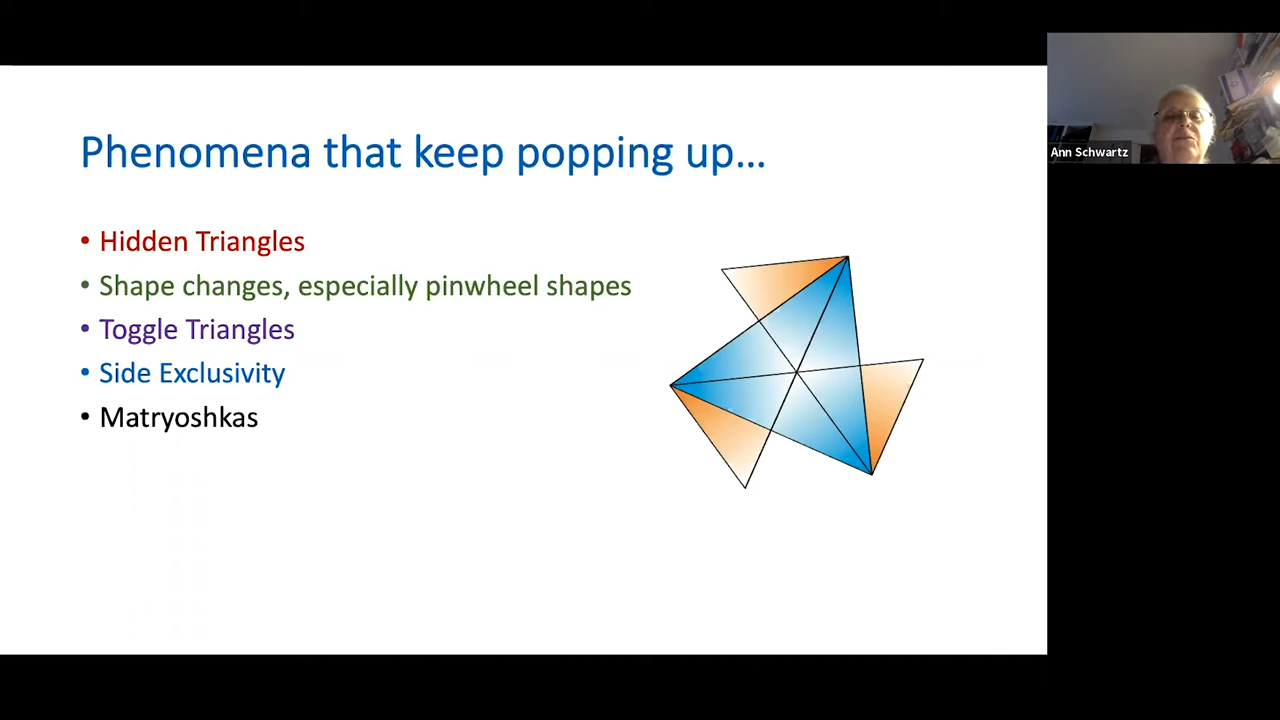 Phenomena that keep popping up…
• Hidden Triangles
• Shape changes, especially pinwheel shapes
• Toggle Triangles
• Side Exclusivity
• Matryoshkas
Ann Schwartz